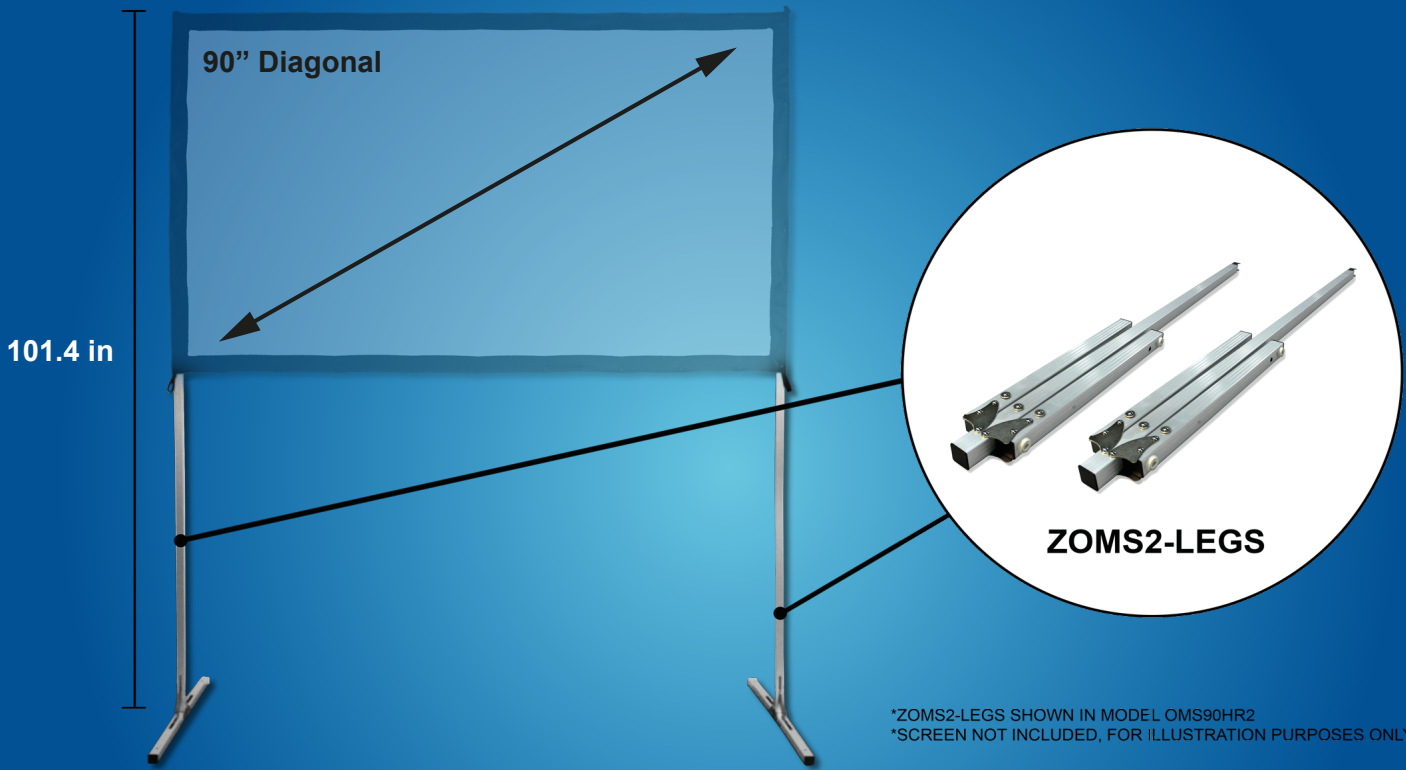 90” Diagonal
101.4 in
ZOMS2-LEGS
*ZOMS2-LEGS SHOWN IN MODEL OMS90HR2
*SCREEN NOT INCLUDED, FOR ILLUSTRATION PURPOSES ONLY